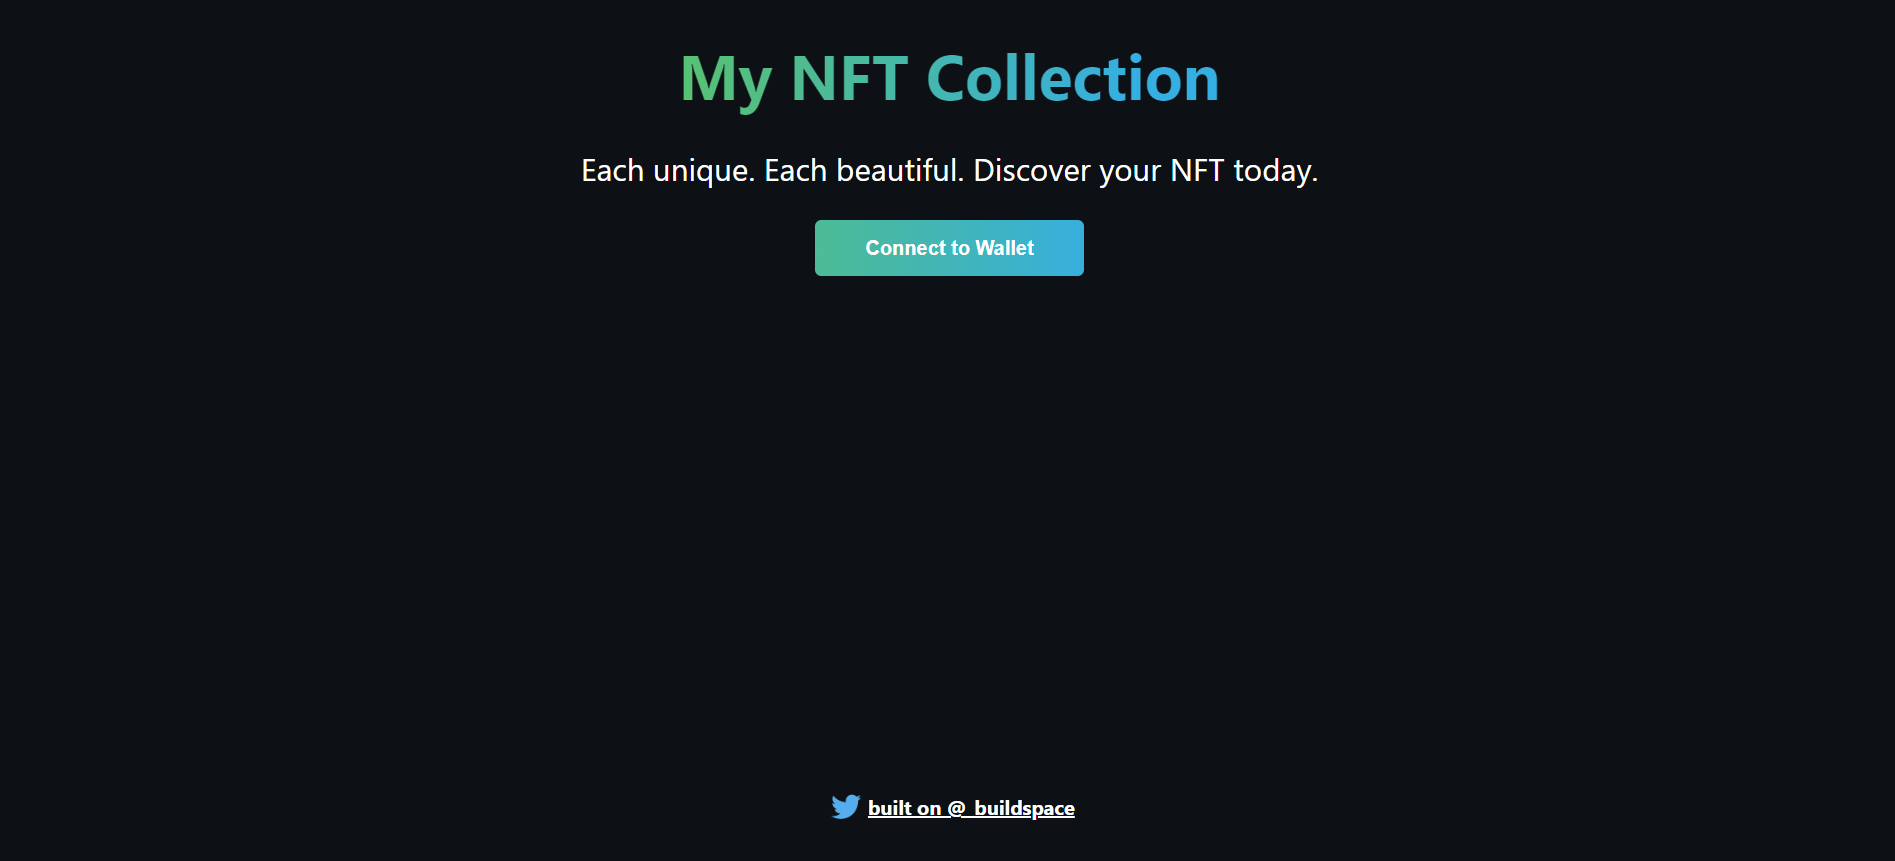 My NFT Collection
Each unique. Each beautiful. Discover your NFT today.
Connect to Wallet
built on @_buildspace